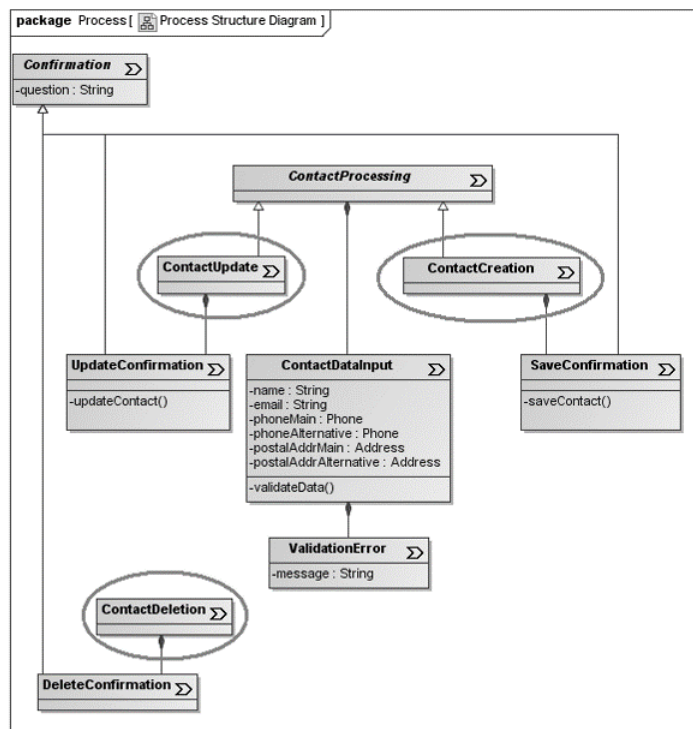 package Process [ Process Structure Diagram ]
Confirmation
-question : String
ContactProcessing
ContactUpdate
ContactCreation
UpdateConfirmation
-updateContact()
ContactDataInput
-name : String
-email : String
-phoneMain : Phone
-phoneAlternative : Phone
-postalAddrMain : Address
-postalAddrAlternative : Address
-validateData()
SaveConfirmation
-saveContact()
ValidationError
-message : String
ContactDeletion
DeleteConfirmation